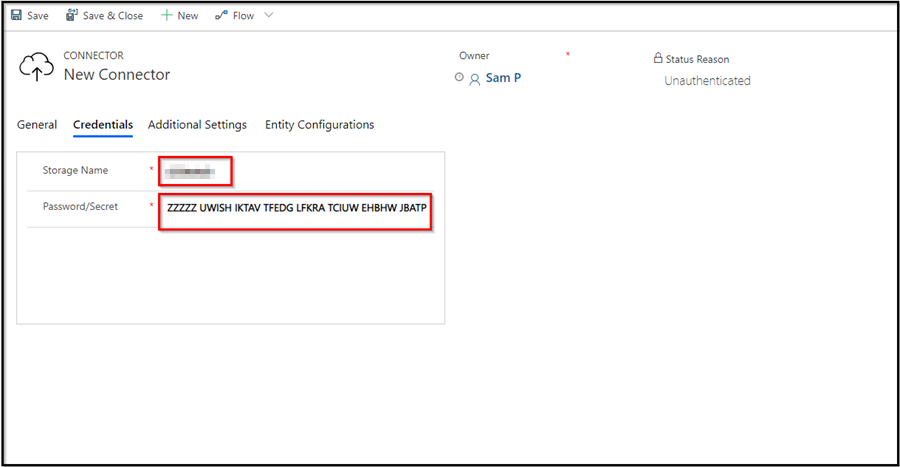 Save Save & Close New Flow
CONNECTOR
New Connector
Owner *
Sam P
Status Reason
Unauthenticated
General Credentials Additional Settings Entity Configurations
Storage Name *
Password/Secret * ZZZZZ UWISH IKTAV TFEDG LFKRA TCIUW EHBHW JBATP